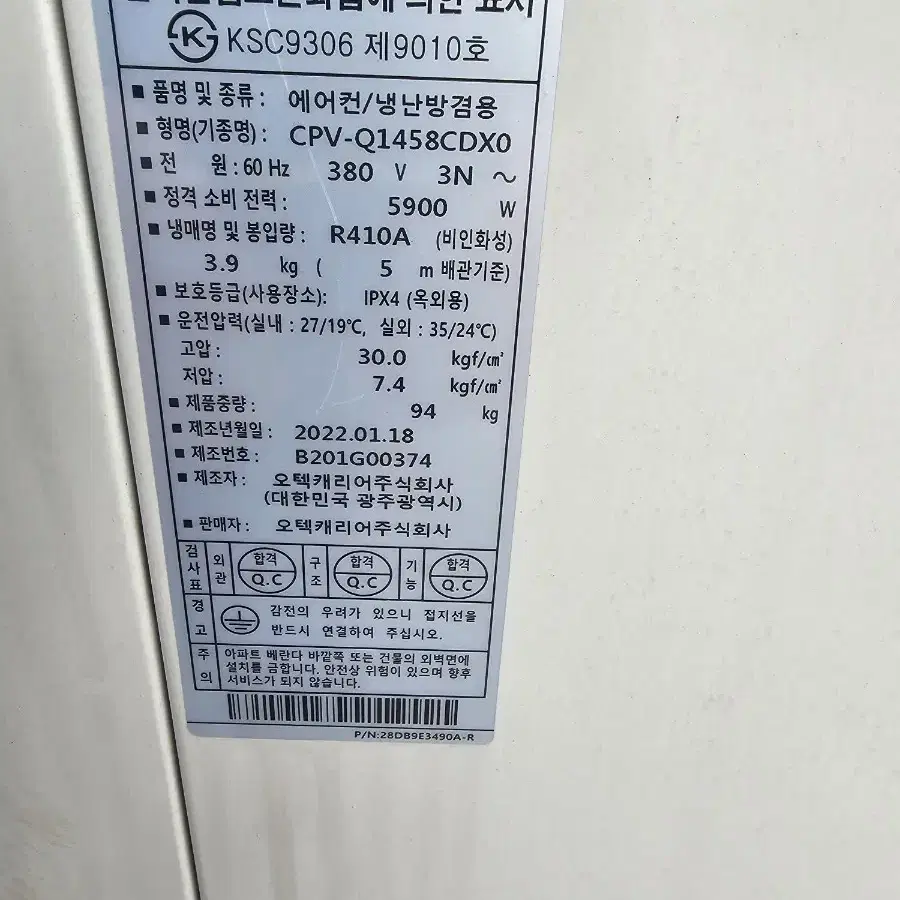 의한 표시
KSC9306 제9010호
■ 품명 및 종류 : 에어컨/냉난방겸용
■ 형명(기종명) : CPV-Q1458CDX0
■ 전 원 : 60 Hz 380 V 3N ~
■ 정격 소비 전력 : 5900 W
■ 냉매명 및 봉입량 : R410A (비인화성)
3.9 kg ( 5 m 배관기준)
■ 보호등급(사용장소): IPX4 (옥외용)
■ 운전압력(실내 : 27/19℃, 실외 : 35/24℃)
고압 : 30.0 kgf/㎠
저압 : 7.4 kgf/㎠
■ 제품중량 : 94 kg
■ 제조년월일 : 2022.01.18
■ 제조번호 : B201G00374
■ 제조자 : 오텍캐리어주식회사
(대한민국 광주광역시)
■ 판매자 : 오텍캐리어주식회사
검사표 외관 합격 Q.C 구조 합격 Q.C 기능 합격 Q.C
경고 감전의 우려가 있으니 접지선을
반드시 연결하여 주십시오.
주의 아파트 베란다 바깥쪽 또는 건물의 외벽면에
설치를 금합니다. 안전상 위험이 있으며 향후
서비스가 되지 않습니다.
P/N:28DB9E3490A-R